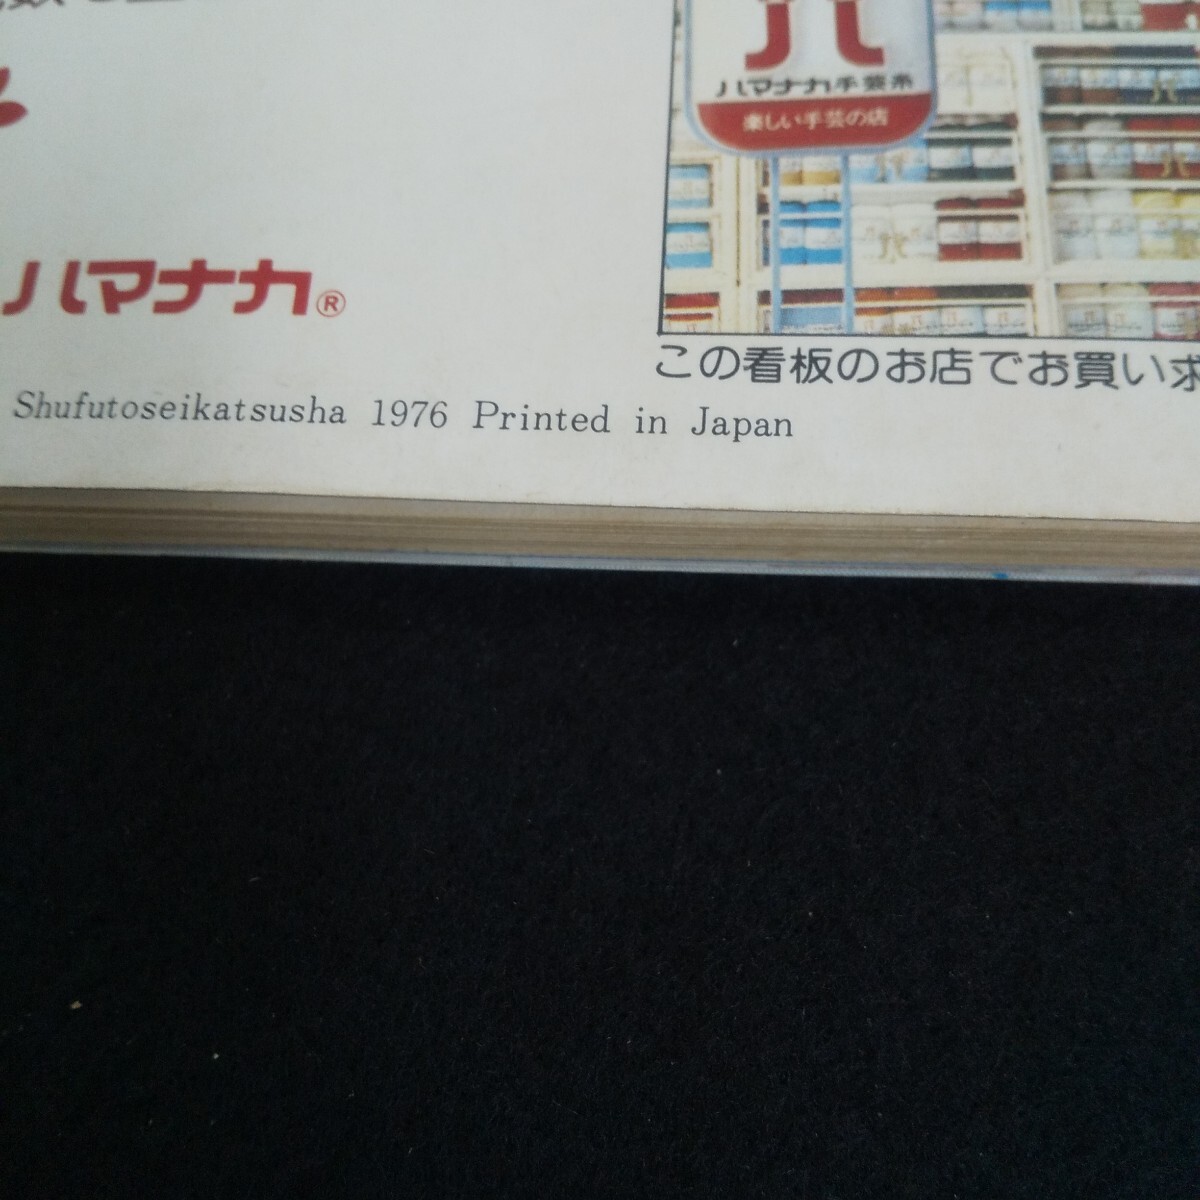 ハマナカ手芸糸
楽しい手芸の店
ハマナカ®
この看板のお店でお買い求
Shufutoseikatsusha 1976 Printed in Japan